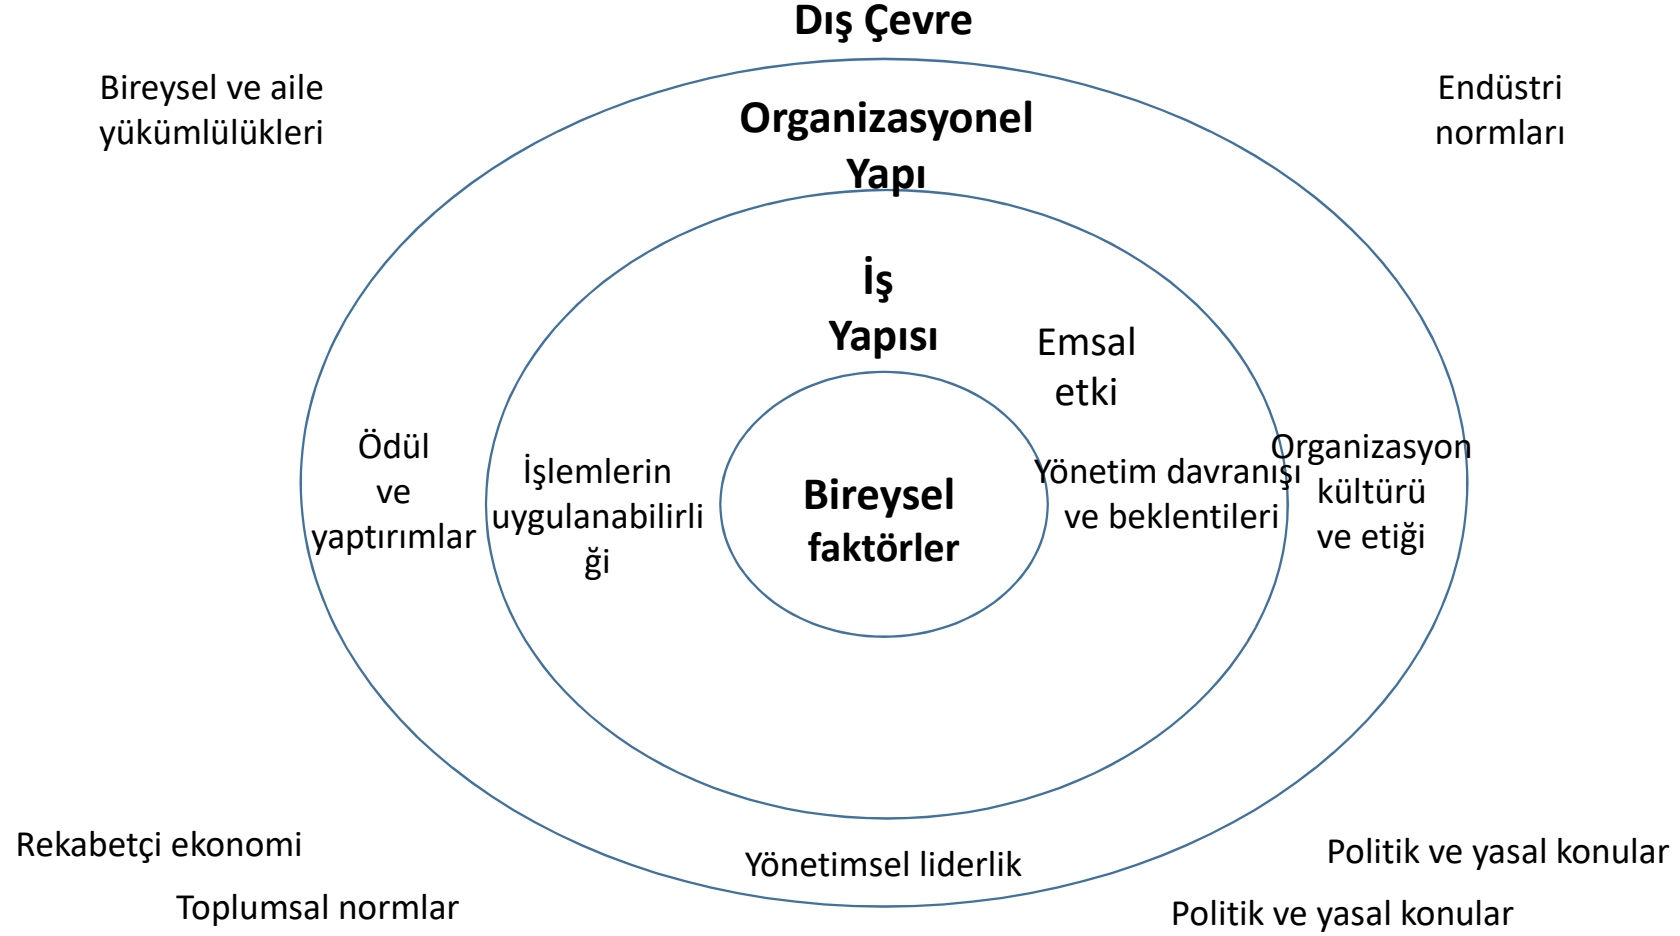 Dış Çevre
Bireysel ve aile
yükümlülükleri
Endüstri
normları
Organizasyonel
Yapı
İş
Yapısı
Emsal
etki
Ödül
ve
yaptırımlar
İşlemlerin
uygulanabilirli
ği
Bireysel
faktörler
Yönetim davranışı
ve beklentileri
Organizasyon
kültürü
ve etiği
Rekabetçi ekonomi
Toplumsal normlar
Yönetimsel liderlik
Politik ve yasal konular
Politik ve yasal konular